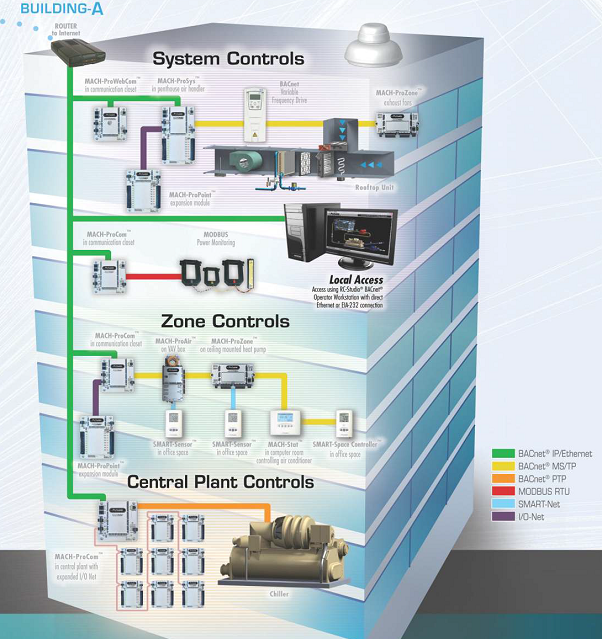 BUILDING-A
ROUTER
to Internet
System Controls
MACH-ProWebCom™
in communication closet
MACH-ProSys™
in penthouse air handler
BACnet
Variable
Frequency Drive
MACH-ProZone™
exhaust fans
MACH-ProPoint™
expansion module
Rooftop Unit
MACH-ProCom™
in communication closet
MODBUS
Power Monitoring
Local Access
Access using RC-Studio® BACnet®
Operator Workstation with direct
Ethernet or EIA-232 connection
Zone Controls
MACH-ProCom™
in communication closet
MACH-ProAir™
on VAV box
MACH-ProZone™
on ceiling mounted heat pump
SMART-Sensor™
in office space
SMART-Sensor™
in office space
MACH-Stat™
in computer room
controlling air conditioner
SMART-Space Controller™
in office space
MACH-ProPoint™
expansion module
Central Plant Controls
MACH-ProCom™
in central plant with
expanded I/O Net
Chiller
BACnet® IP/Ethernet
BACnet® MS/TP
BACnet® PTP
MODBUS RTU
SMART-Net
I/O-Net